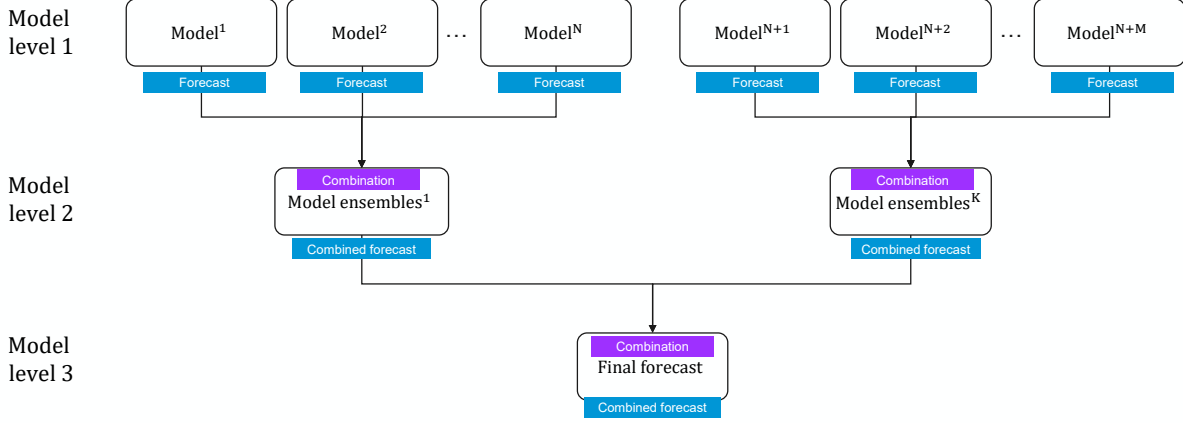 Model
level 1
Model¹ Model² … Modelᴺ Modelᴺ⁺¹ Modelᴺ⁺² … Modelᴺ⁺ᴹ
Forecast Forecast Forecast Forecast Forecast Forecast
Model
level 2
Combination Combination
Model ensembles¹ Model ensemblesᴷ
Combined forecast Combined forecast
Model
level 3
Combination
Final forecast
Combined forecast